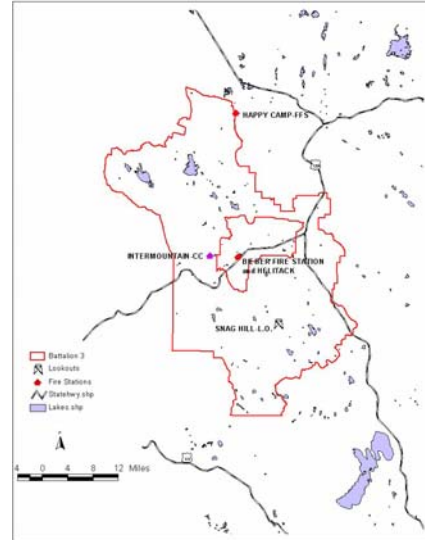 HAPPY CAMP-FFS
INTERMOUNTAIN-CC
BIEBER FIRE STATION
and HELITACK
SNAG HILL-L.O.
Battalion 3
Lookouts
Fire Stations
Statehwy.shp
Lakes.shp
4 0 4 8 12 Miles